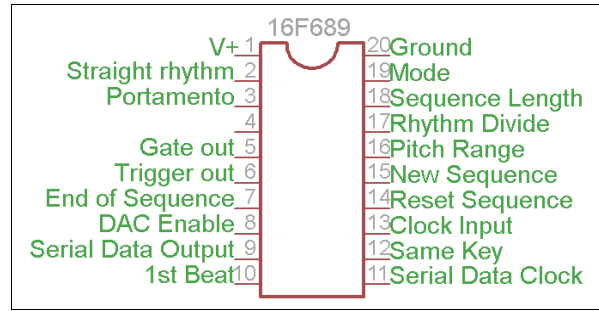 16F689
V+ 1 20 Ground
Straight rhythm 2 19 Mode
Portamento 3 18 Sequence Length
4 17 Rhythm Divide
Gate out 5 16 Pitch Range
Trigger out 6 15 New Sequence
End of Sequence 7 14 Reset Sequence
DAC Enable 8 13 Clock Input
Serial Data Output 9 12 Same Key
1st Beat 10 11 Serial Data Clock